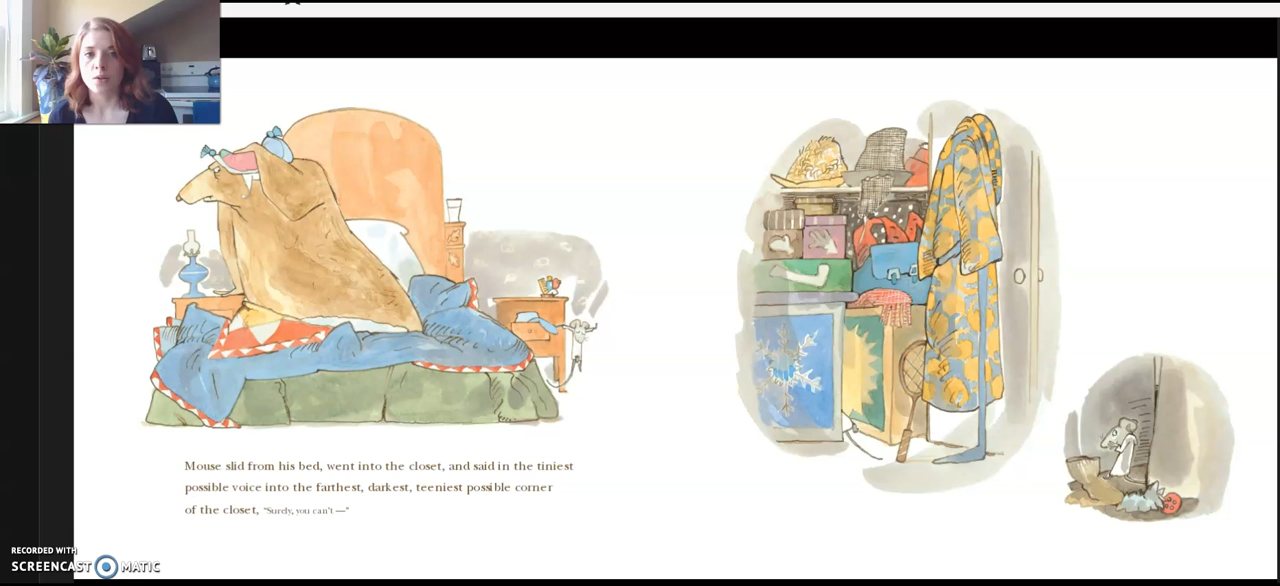 Mouse slid from his bed, went into the closet, and said in the tiniest
possible voice into the farthest, darkest, teeniest possible corner
of the closet, "Surely, you can't —"
RECORDED WITH
SCREENCAST MATIC